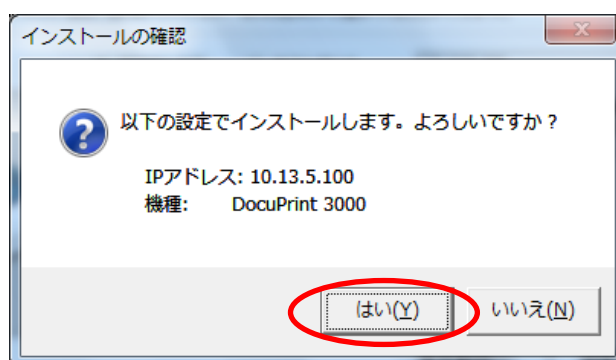 インストールの確認
以下の設定でインストールします。よろしいですか？
IPアドレス: 10.13.5.100
機種: DocuPrint 3000
はい(Y) いいえ(N)